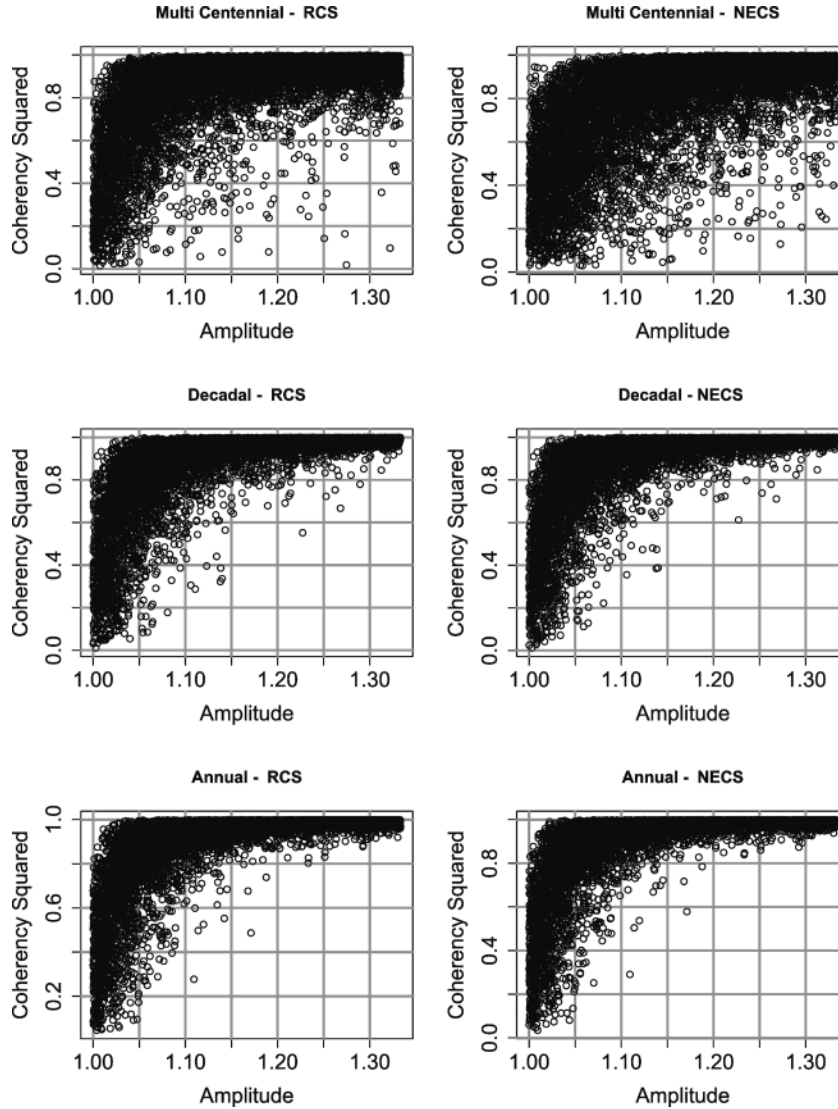 Multi Centennial - RCS
Coherency Squared
0.8
0.4
0.0
1.00 1.10 1.20 1.30
Amplitude
Multi Centennial - NECS
Coherency Squared
0.8
0.4
0.0
1.00 1.10 1.20 1.30
Amplitude
Decadal - RCS
Coherency Squared
0.8
0.4
0.0
1.00 1.10 1.20 1.30
Amplitude
Decadal - NECS
Coherency Squared
0.8
0.4
0.0
1.00 1.10 1.20 1.30
Amplitude
Annual - RCS
Coherency Squared
1.0
0.6
0.2
1.00 1.10 1.20 1.30
Amplitude
Annual - NECS
Coherency Squared
0.8
0.4
0.0
1.00 1.10 1.20 1.30
Amplitude